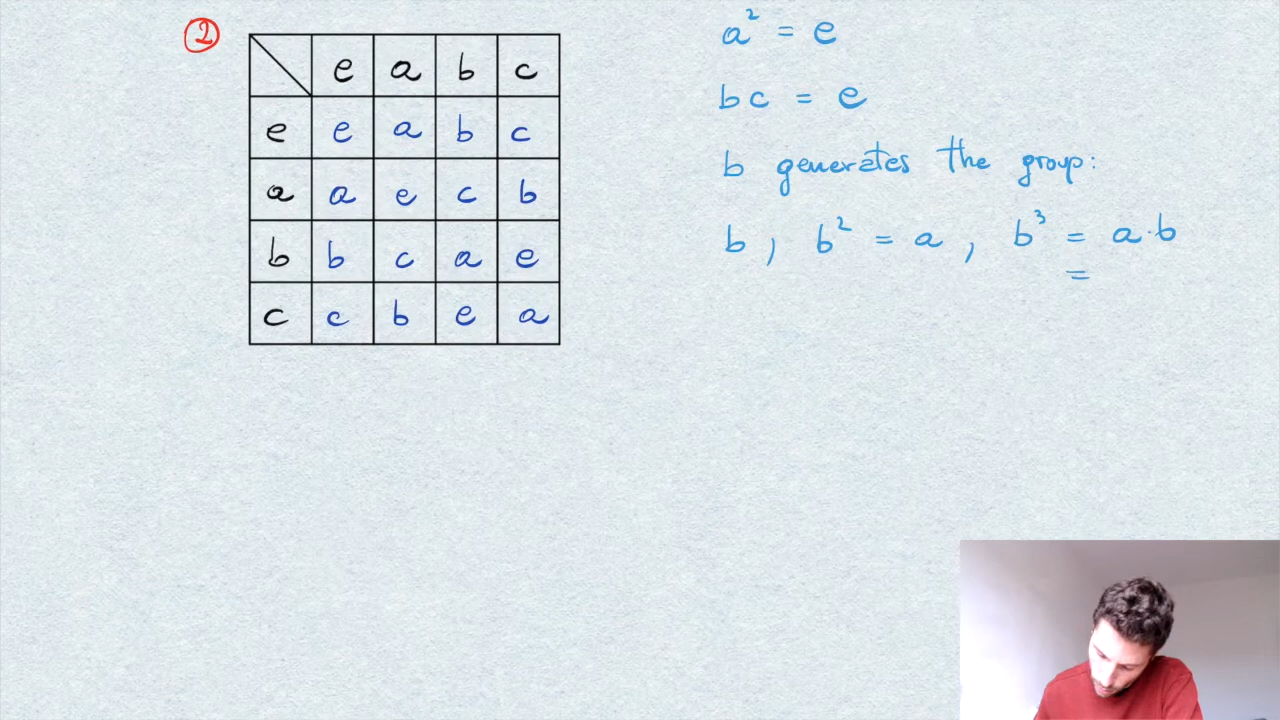 2
e a b c
e e a b c
a a e c b
b b c a e
c c b e a
a² = e
bc = e
b generates the group:
b, b² = a, b³ = a·b
=